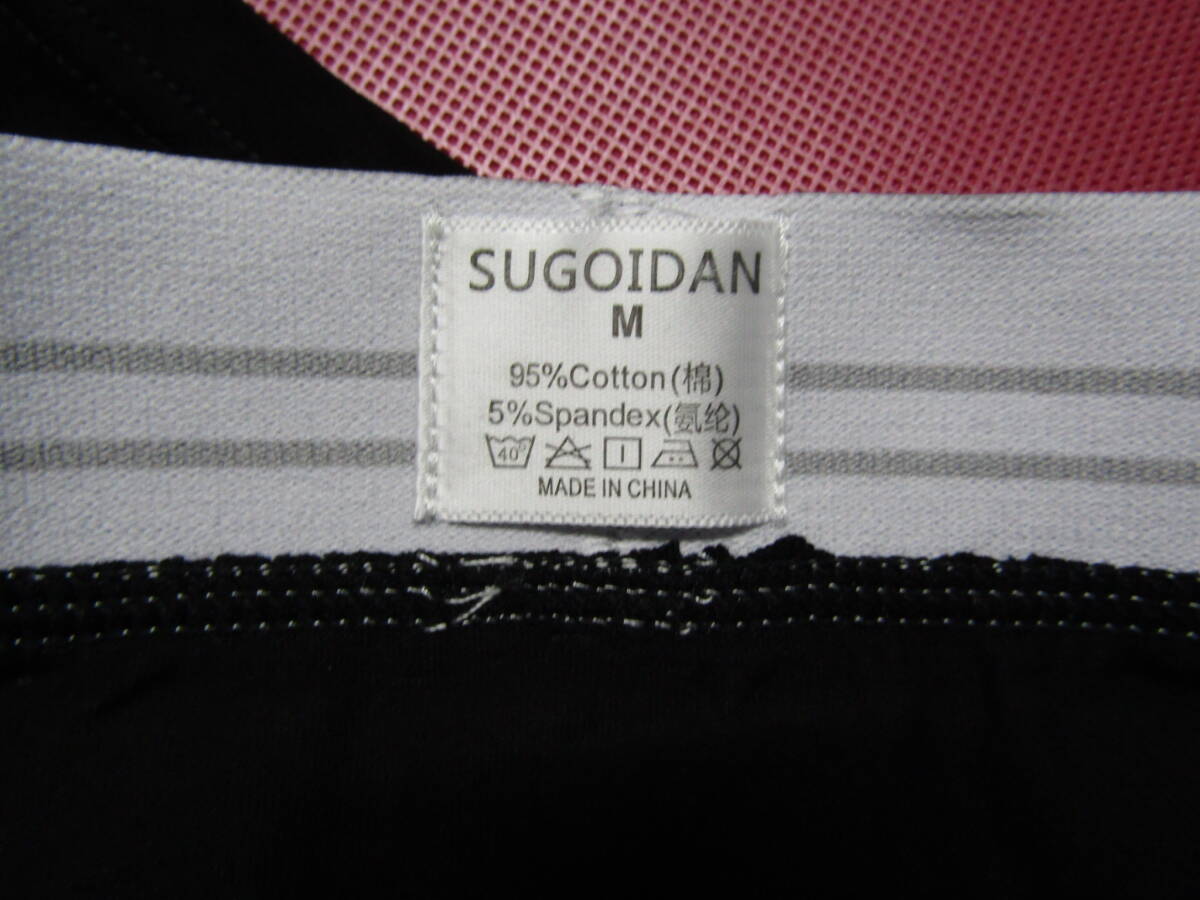 SUGOIDAN
M
95%Cotton(棉)
5%Spandex(氨纶)
40°
MADE IN CHINA